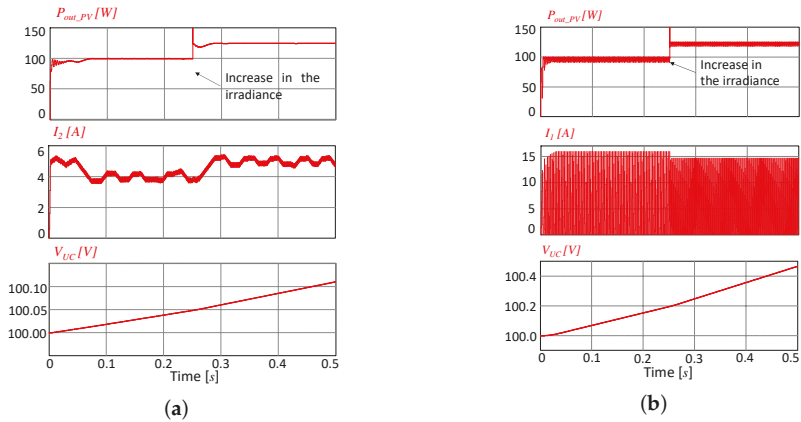 P_out_PV [W]
150
100
50
0
Increase in the
irradiance
I_2 [A]
6
4
2
0
V_UC [V]
100.10
100.05
100.00
0 0.1 0.2 0.3 0.4 0.5
Time [s]
(a)
P_out_PV [W]
150
100
50
0
Increase in
the irradiance
I_1 [A]
15
10
5
0
V_UC [V]
100.4
100.2
100.0
0 0.1 0.2 0.3 0.4 0.5
Time [s]
(b)